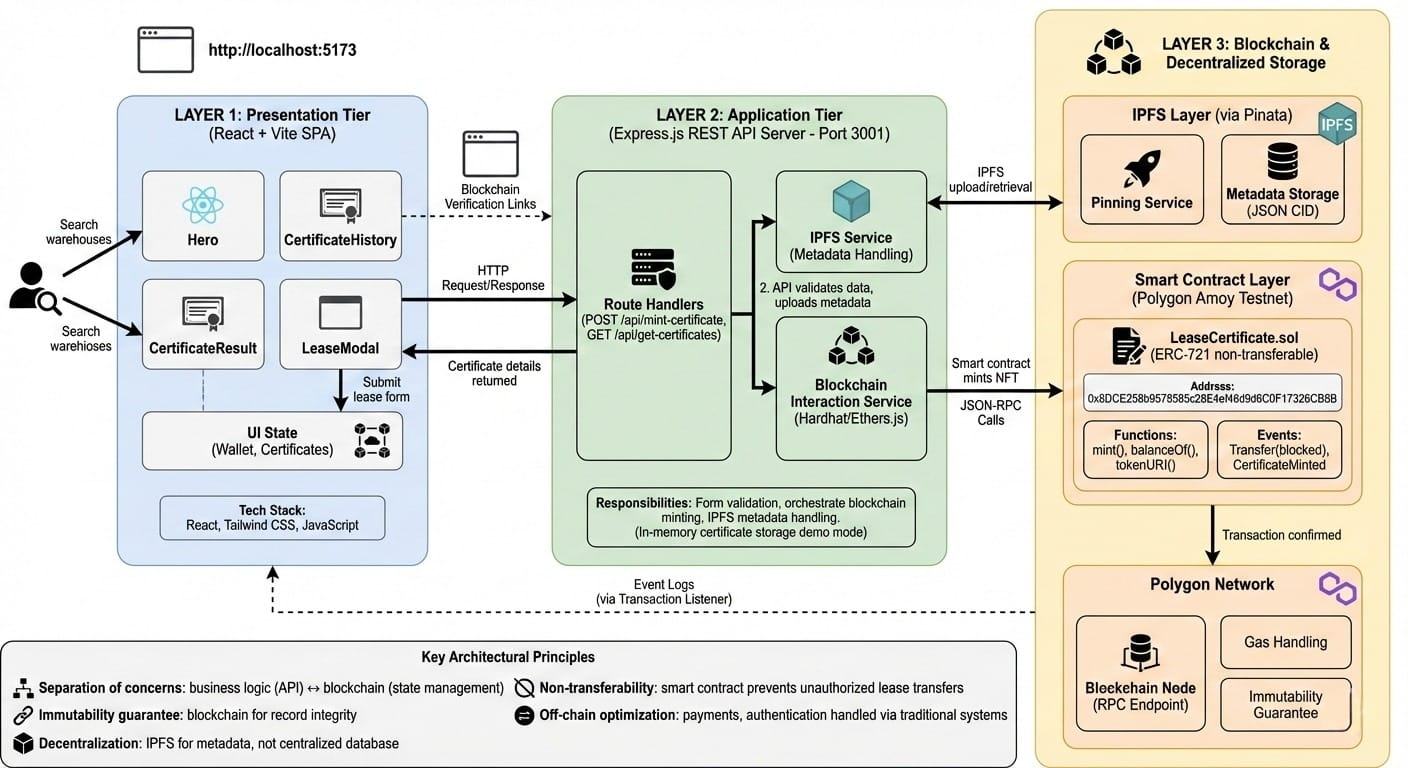 http://localhost:5173
LAYER 1: Presentation Tier
(React + Vite SPA)
Search
warehouses
Search
warehioses
Hero
CertificateHistory
CertificateResult
LeaseModal
Submit
lease form
UI State
(Wallet, Certificates)
Tech Stack:
React, Tailwind CSS, JavaScript
Blockchain
Verification Links
HTTP
Request/Response
Certificate details
returned
LAYER 2: Application Tier
(Express.js REST API Server - Port 3001)
Route Handlers
(POST /api/mint-certificate,
GET /api/get-certificates)
IPFS Service
(Metadata Handling)
2. API validates data,
uploads metadata
Blockchain
Interaction Service
(Hardhat/Ethers.js)
Responsibilities: Form validation, orchestrate blockchain
minting, IPFS metadata handling.
(In-memory certificate storage demo mode)
IPFS
upload/retrieval
Smart contract
mints NFT
JSON-RPC
Calls
Event Logs
(via Transaction Listener)
LAYER 3: Blockchain &
Decentralized Storage
IPFS Layer (via Pinata)
IPFS
Pinning Service
Metadata Storage
(JSON CID)
Smart Contract Layer
(Polygon Amoy Testnet)
LeaseCertificate.sol
(ERC-721 non-transferable)
Addrsss:
Functions:
mint(), balanceOf(),
tokenURI()
Events:
Transfer(blocked),
CertificateMinted
Transaction confirmed
Polygon Network
Blockchain Node
(RPC Endpoint)
Gas Handling
Immutability
Guarantee
Key Architectural Principles
Separation of concerns: business logic (API) ↔ blockchain (state management)
Immutability guarantee: blockchain for record integrity
Decentralization: IPFS for metadata, not centralized database
Non-transferability: smart contract prevents unauthorized lease transfers
Off-chain optimization: payments, authentication handled via traditional systems